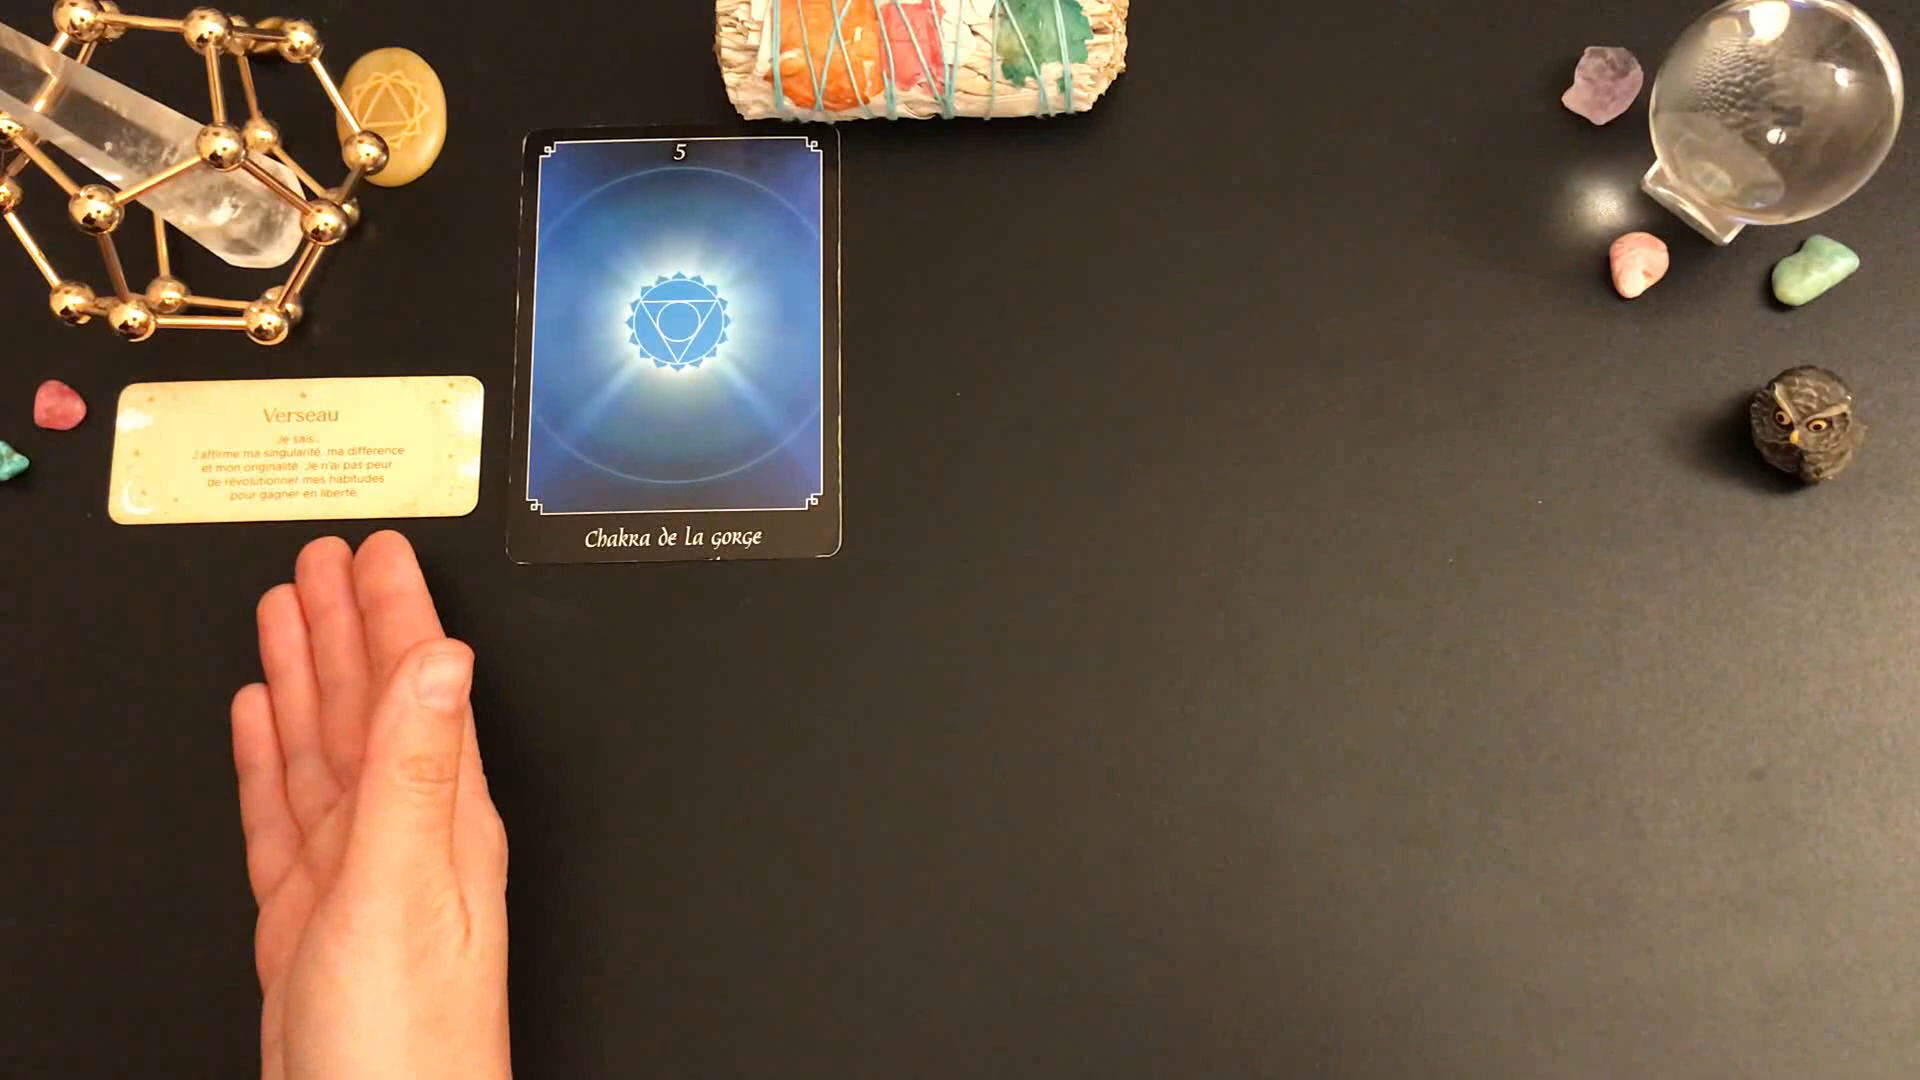 Verseau
Je sais...
J'affirme ma singularité, ma différence
et mon originalité. Je n'ai pas peur
de révolutionner mes habitudes
pour gagner en liberté.
5
Chakra de la gorge